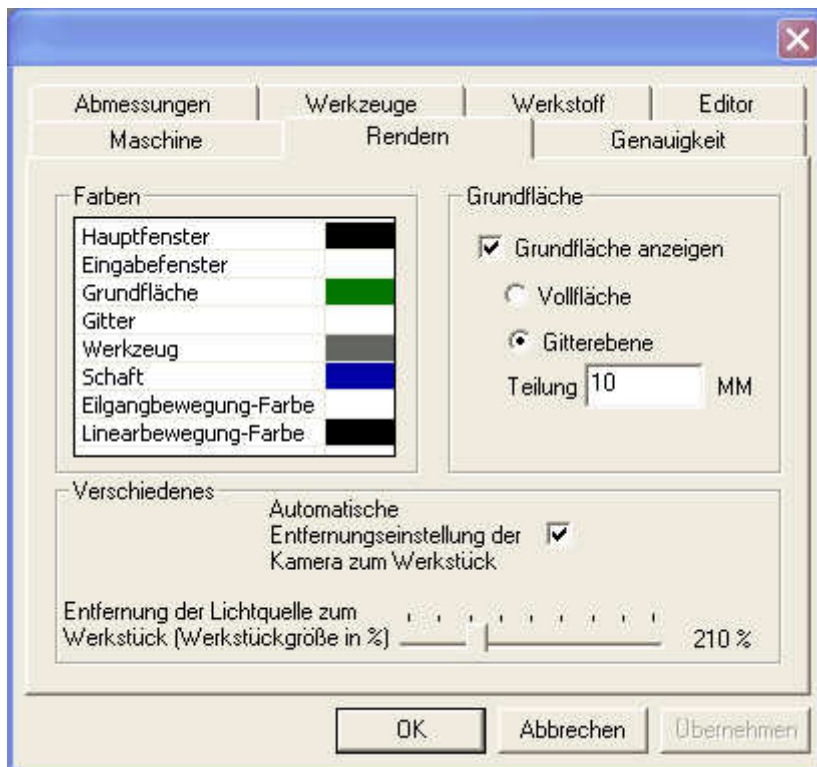 Abmessungen Werkzeuge Werkstoff Editor
Maschine Rendern Genauigkeit
Farben
Hauptfenster
Eingabefenster
Grundfläche
Gitter
Werkzeug
Schaft
Eilgangbewegung-Farbe
Linearbewegung-Farbe
Grundfläche
Grundfläche anzeigen
Vollfläche
Gitterebene
Teilung 10 MM
Verschiedenes
Automatische
Entfernungseinstellung der
Kamera zum Werkstück
Entfernung der Lichtquelle zum
Werkstück (Werkstückgröße in %) 210 %
OK Abbrechen Übernehmen